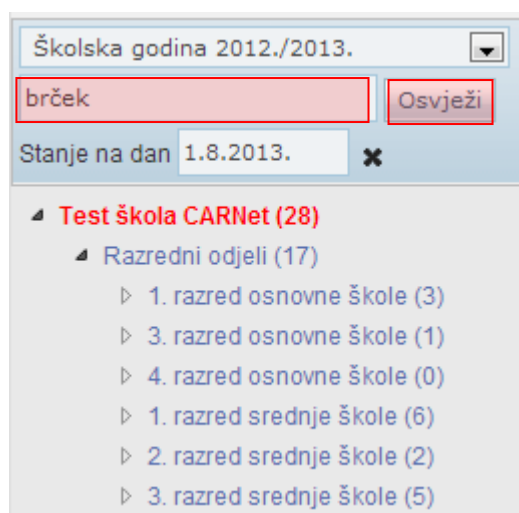 Školska godina 2012./2013.
brček Osvježi
Stanje na dan 1.8.2013.
Test škola CARNet (28)
Razredni odjeli (17)
1. razred osnovne škole (3)
3. razred osnovne škole (1)
4. razred osnovne škole (0)
1. razred srednje škole (6)
2. razred srednje škole (2)
3. razred srednje škole (5)